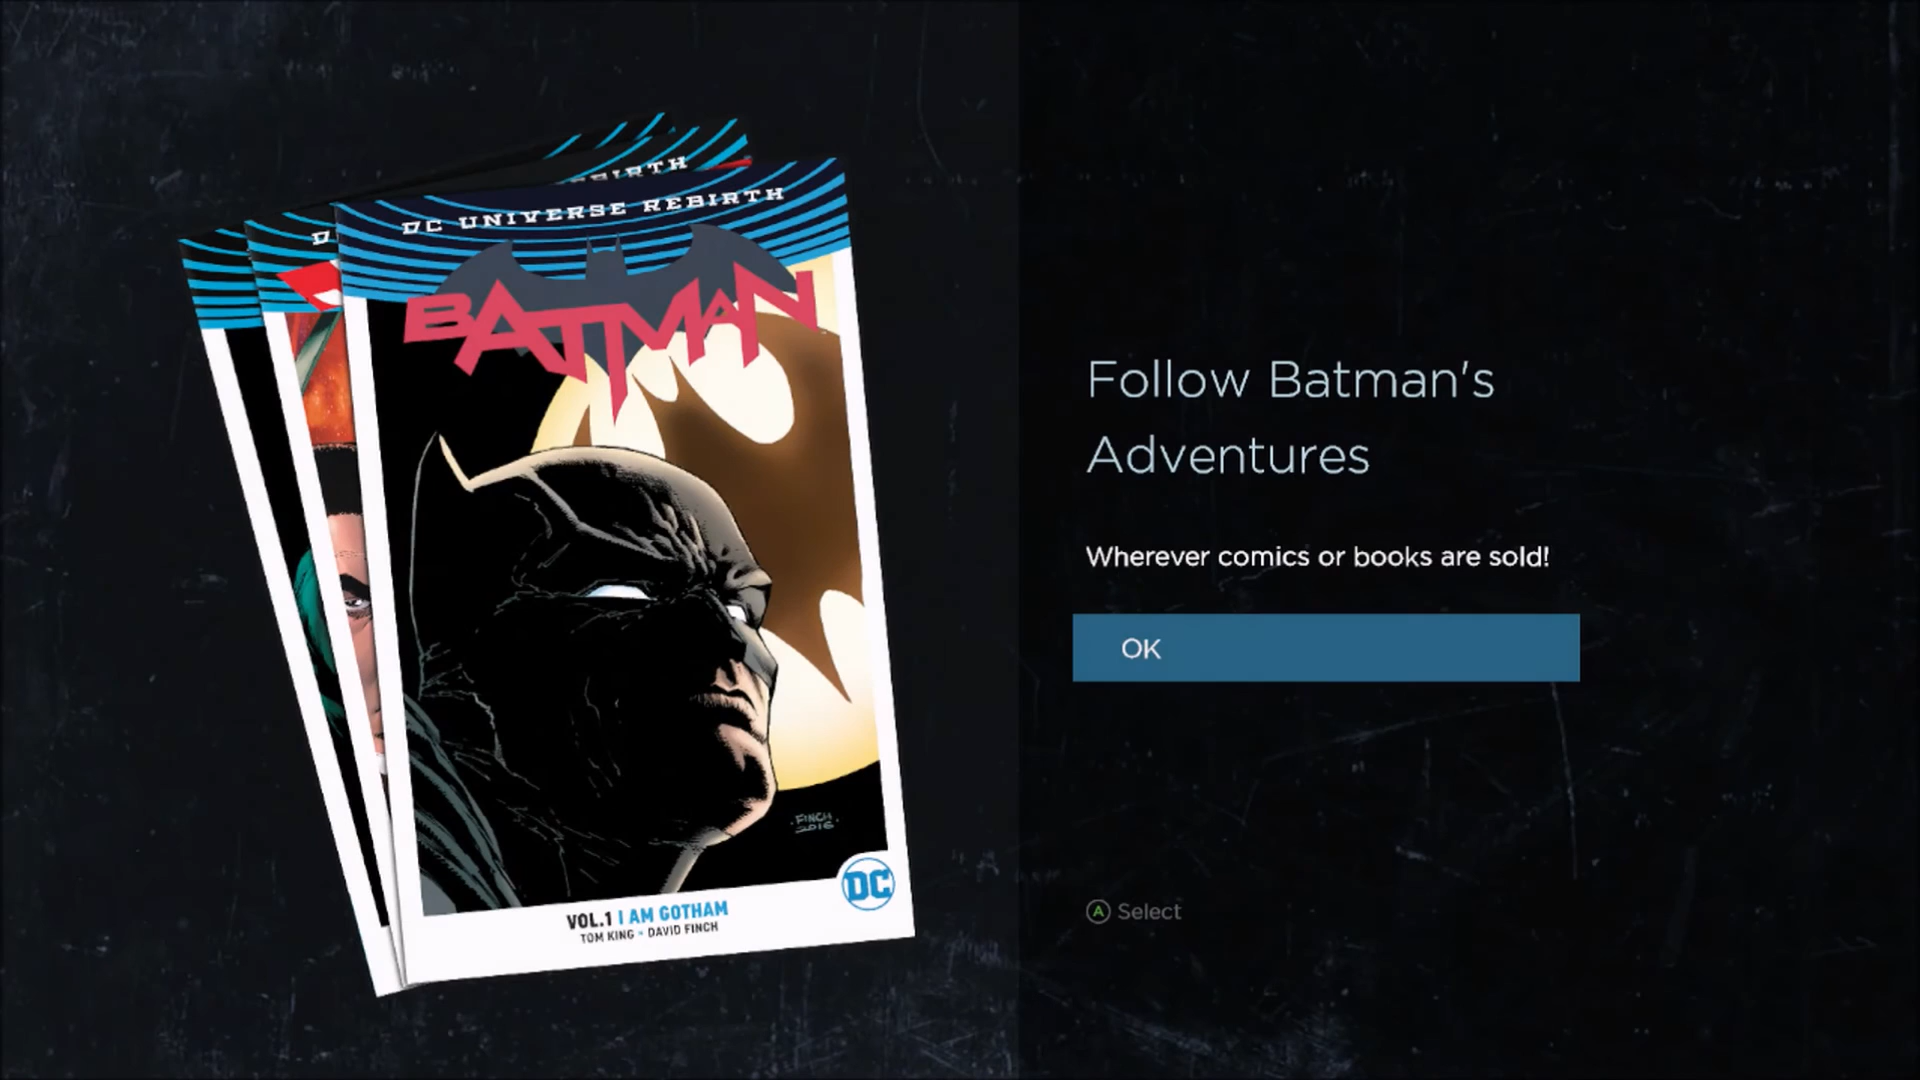 BIRTH
D
DC UNIVERSE REBIRTH
BATMAN
FINCH
2016
DC
VOL.1 I AM GOTHAM
TOM KING - DAVID FINCH
Follow Batman's
Adventures
Wherever comics or books are sold!
OK
A Select